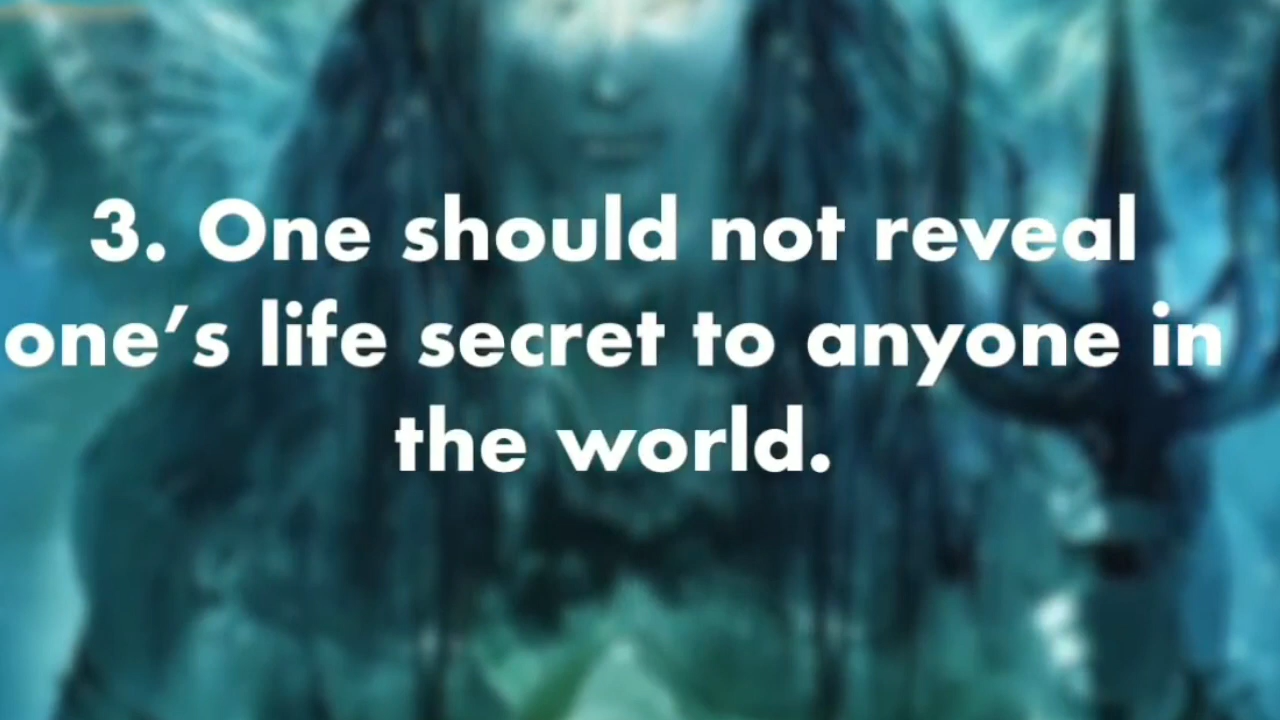 3. One should not reveal
one’s life secret to anyone in
the world.